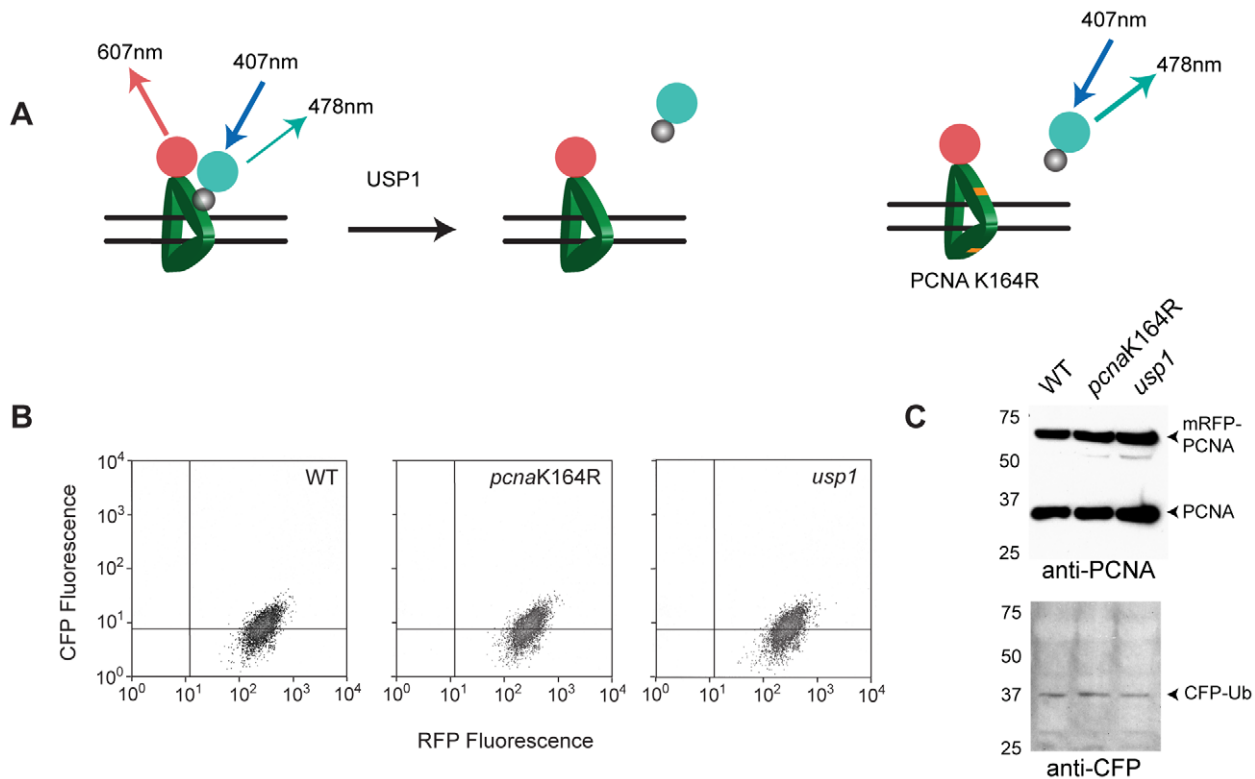 A
607nm
407nm
478nm
USP1
407nm
478nm
PCNA K164R
B
CFP Fluorescence
10⁴
10³
10²
10¹
10⁰
WT
10⁰ 10¹ 10² 10³ 10⁴
pcnaK164R
10⁰ 10¹ 10² 10³ 10⁴
usp1
10⁰ 10¹ 10² 10³ 10⁴
RFP Fluorescence
C
WT
pcnaK164R
usp1
75
50
37
25
mRFP-
PCNA
PCNA
anti-PCNA
75
50
37
25
CFP-Ub
anti-CFP